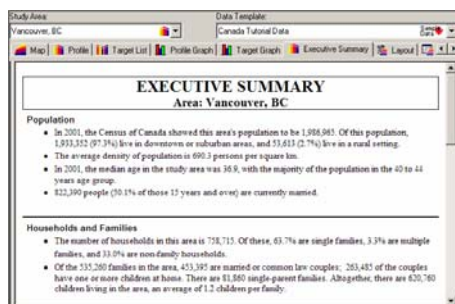 Study Area: Data Template:
Vancouver, BC Canada Tutorial Data
Map Profile Target List Profile Graph Target Graph Executive Summary Layout
EXECUTIVE SUMMARY
Area: Vancouver, BC
Population
In 2001, the Census of Canada showed this area's population to be 1,986,965. Of this population,
1,933,352 (97.3%) live in downtown or suburban areas, and 53,613 (2.7%) live in a rural setting.
The average density of population is 690.3 persons per square km.
In 2001, the median age in the study area was 36.9, with the majority of the population in the 40 to 44
years age group.
822,390 people (50.1% of those 15 years and over) are currently married.
Households and Families
The number of households in this area is 758,715. Of these, 63.7% are single families, 3.3% are multiple
families, and 33.0% are non-family households.
Of the 535,260 families in the area, 453,395 are married or common law couples; 263,485 of the couples
have one or more children at home. There are 81,860 single-parent families. Altogether, there are 620,760
children living in the area, an average of 1.2 children per family.